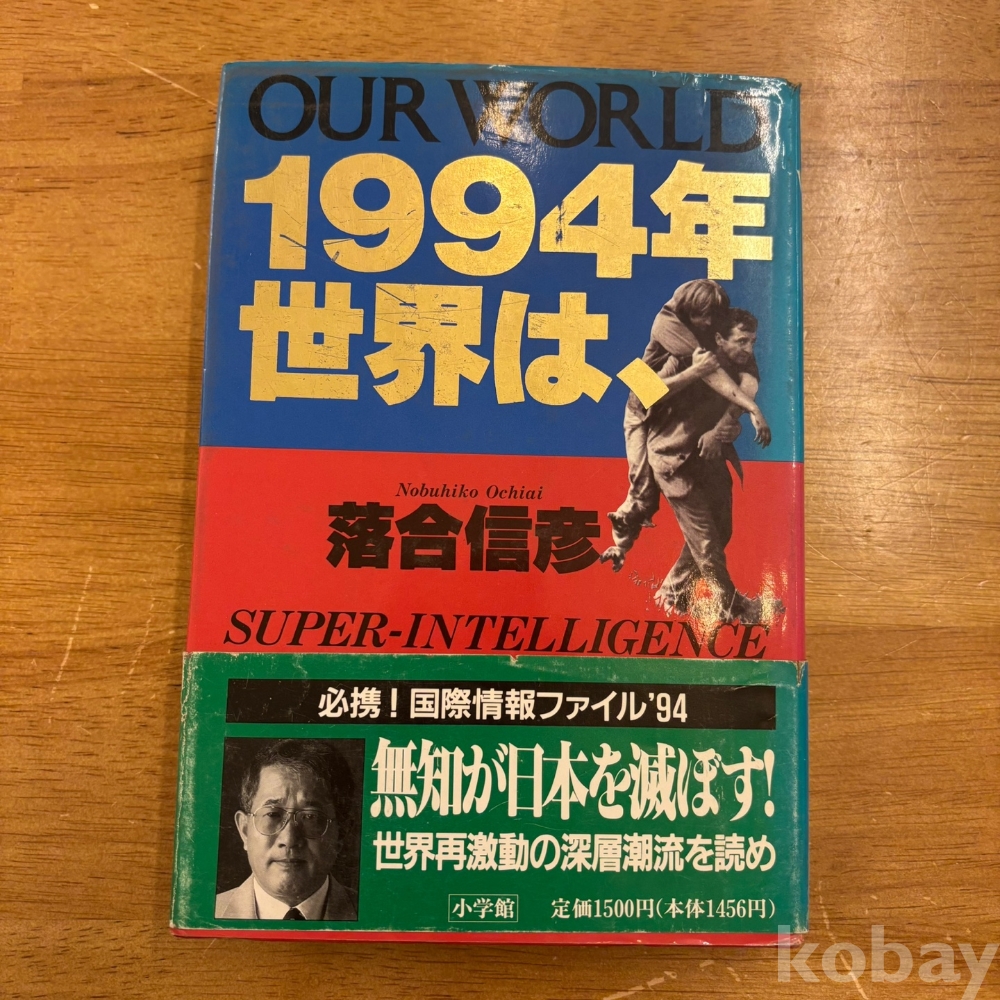 OUR WORLD
1994年
世界は、
Nobuhiko Ochiai
落合信彦
SUPER-INTELLIGENCE
必携！国際情報ファイル'94
無知が日本を滅ぼす！
世界再激動の深層潮流を読め
小学館 定価1500円(本体1456円)
kobay